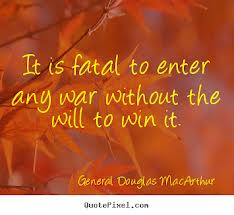 It is fatal to enter
any war without the
will to win it.
General Douglas MacArthur
QuotePixel.com